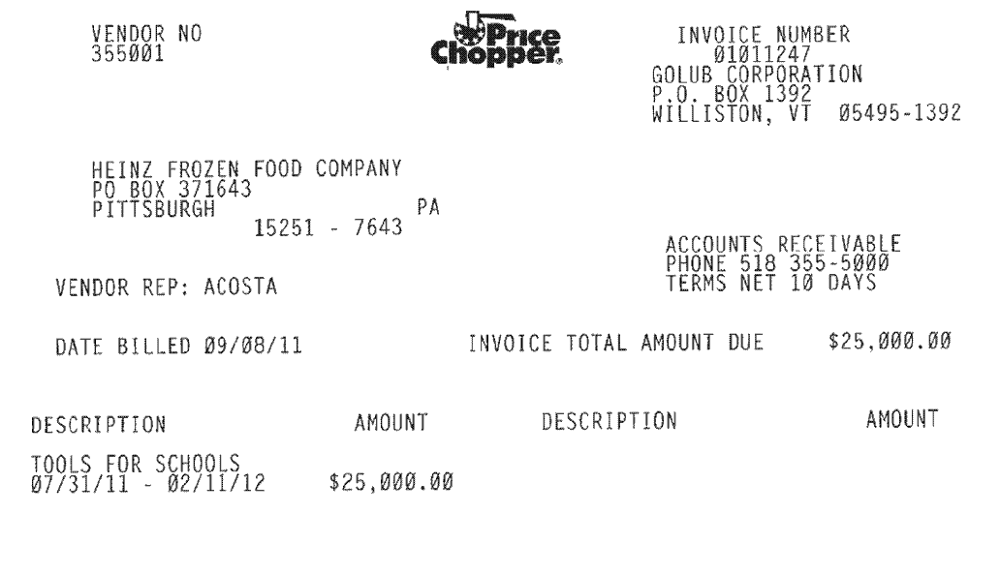 VENDOR NO
355001
Price
Chopper
INVOICE NUMBER
01011247
GOLUB CORPORATION
P.O. BOX 1392
WILLISTON, VT 05495-1392
HEINZ FROZEN FOOD COMPANY
PO BOX 371643
PITTSBURGH PA
15251 - 7643
ACCOUNTS RECEIVABLE
PHONE 518 355-5000
TERMS NET 10 DAYS
VENDOR REP: ACOSTA
DATE BILLED 09/08/11
INVOICE TOTAL AMOUNT DUE $25,000.00
DESCRIPTION AMOUNT DESCRIPTION AMOUNT
TOOLS FOR SCHOOLS
07/31/11 - 02/11/12 $25,000.00